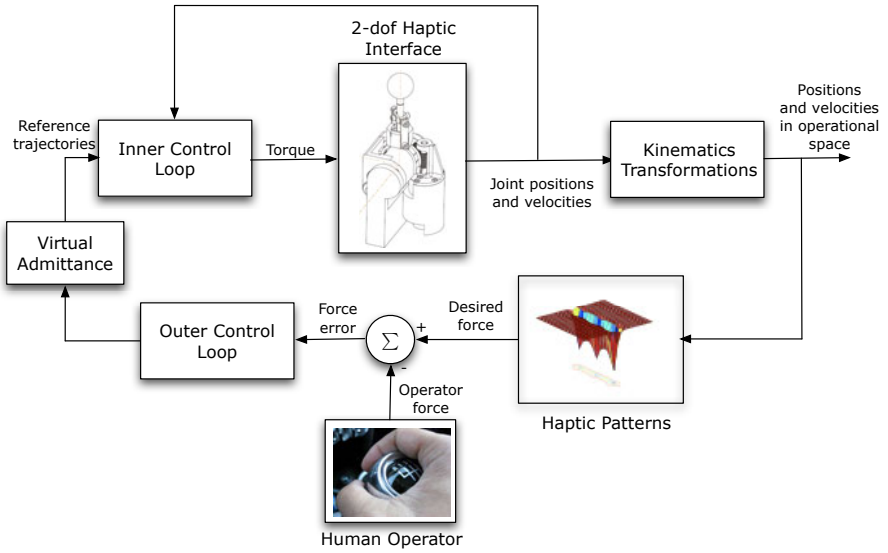 2-dof Haptic
Interface
Reference
trajectories
Inner Control
Loop
Torque
Joint positions
and velocities
Kinematics
Transformations
Positions
and velocities
in operational
space
Virtual
Admittance
Outer Control
Loop
Force
error
Σ
+
-
Desired
force
Operator
force
Haptic Patterns
Human Operator